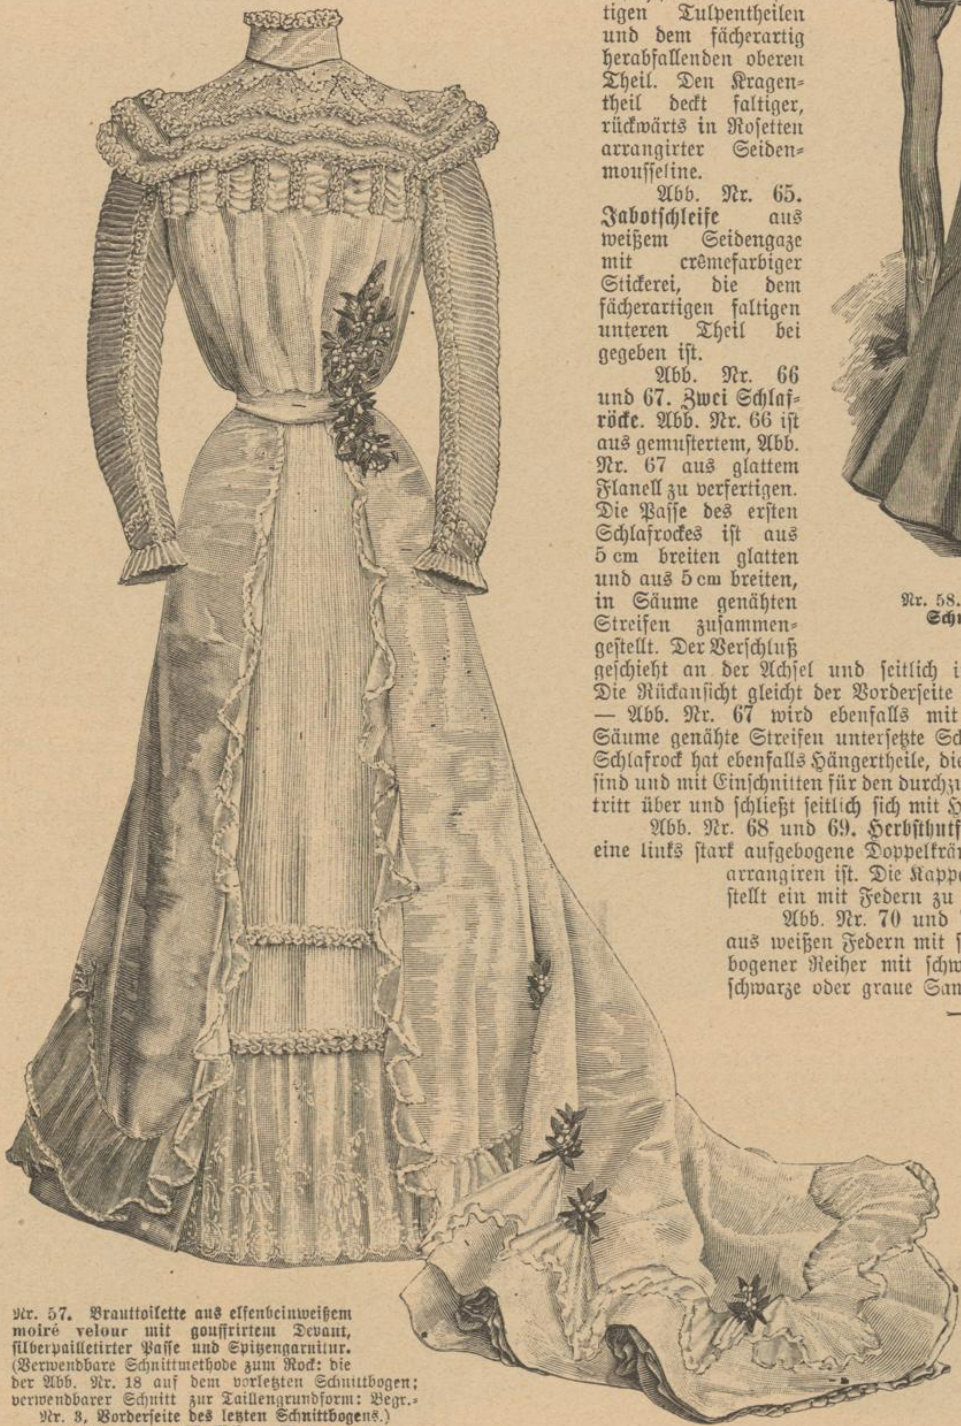 tigen Tulpentheilen
und dem fächerartig
herabfallenden oberen
Theil. Den Kragen-
theil deckt faltiger,
rückwärts in Rosetten
arrangirter Seiden-
mousseline.
Abb. Nr. 65.
Jabotschleife aus
weißem Seidengaze
mit crêmefarbiger
Stickerei, die dem
fächerartigen faltigen
unteren Theil bei
gegeben ist.
Abb. Nr. 66
und 67. Zwei Schlaf-
röcke. Abb. Nr. 66 ist
aus gemustertem, Abb.
Nr. 67 aus glattem
Flanell zu verfertigen.
Die Passe des ersten
Schlafrockes ist aus
5 cm breiten glatten
und aus 5 cm breiten,
in Säume genähten
Streifen zusammen-
gestellt. Der Verschluß
geschieht an der Achsel und seitlich
Die Rückansicht gleicht der Vorderseite
— Abb. Nr. 67 wird ebenfalls mit
Säume genähte Streifen untersetzte
Schlafrock hat ebenfalls Hängertheile, die
sind und mit Einschnitten für den
tritt über und schließt seitlich sich mit
Abb. Nr. 68 und 69.
eine links stark aufgebogene
arrangiren ist. Die Kappe
stellt ein mit Federn zu
Abb. Nr. 70 und
aus weißen Federn mit
bogener Reiher mit
schwarze oder graue
Nr. 58.
Nr. 57. Brauttoilette aus elfenbeinweißem
moiré velour mit gouffrirtem Devant,
silberpailletirter Passe und Spitzengarnitur.
(Verwendbare Schnittmethode zum Rock: die
der Abb. Nr. 18 auf dem vorletzten Schnittbogen;
verwendbarer Schnitt zur Taillengrundform: Begr.-
Nr. 3, Vorderseite des letzten Schnittbogens.)